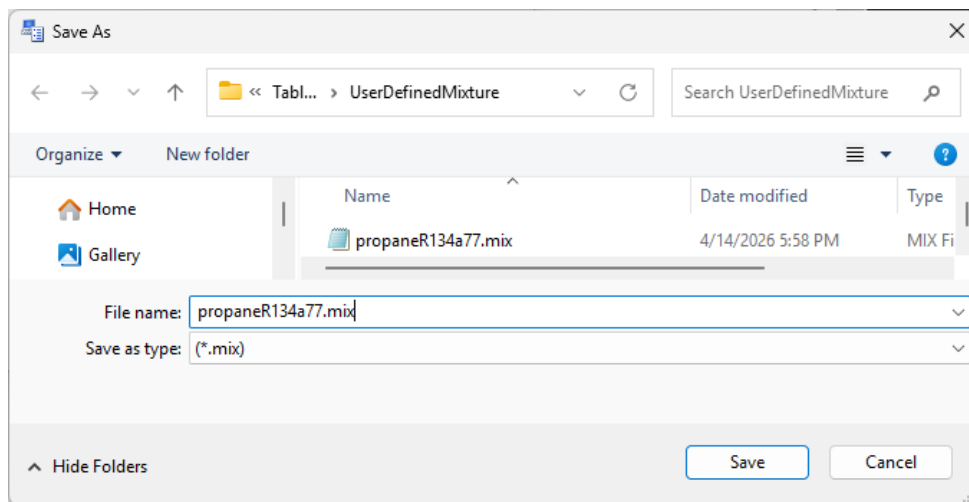 Save As
« Tabl... › UserDefinedMixture
Search UserDefinedMixture
Organize
New folder
Name
Date modified
Type
Home
propaneR134a77.mix
4/14/2026 5:58 PM
MIX Fi
Gallery
File name: propaneR134a77.mix
Save as type: (*.mix)
Hide Folders
Save
Cancel